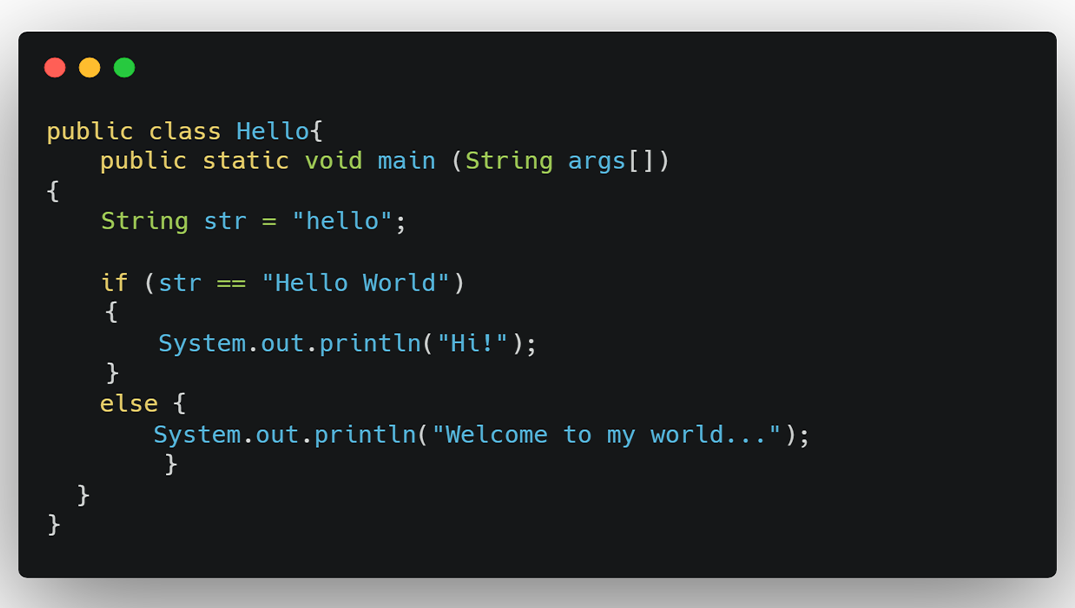 public class Hello{
public static void main (String args[])
{
String str = "hello";
if (str == "Hello World")
{
System.out.println("Hi!");
}
else {
System.out.println("Welcome to my world...");
}
}
}